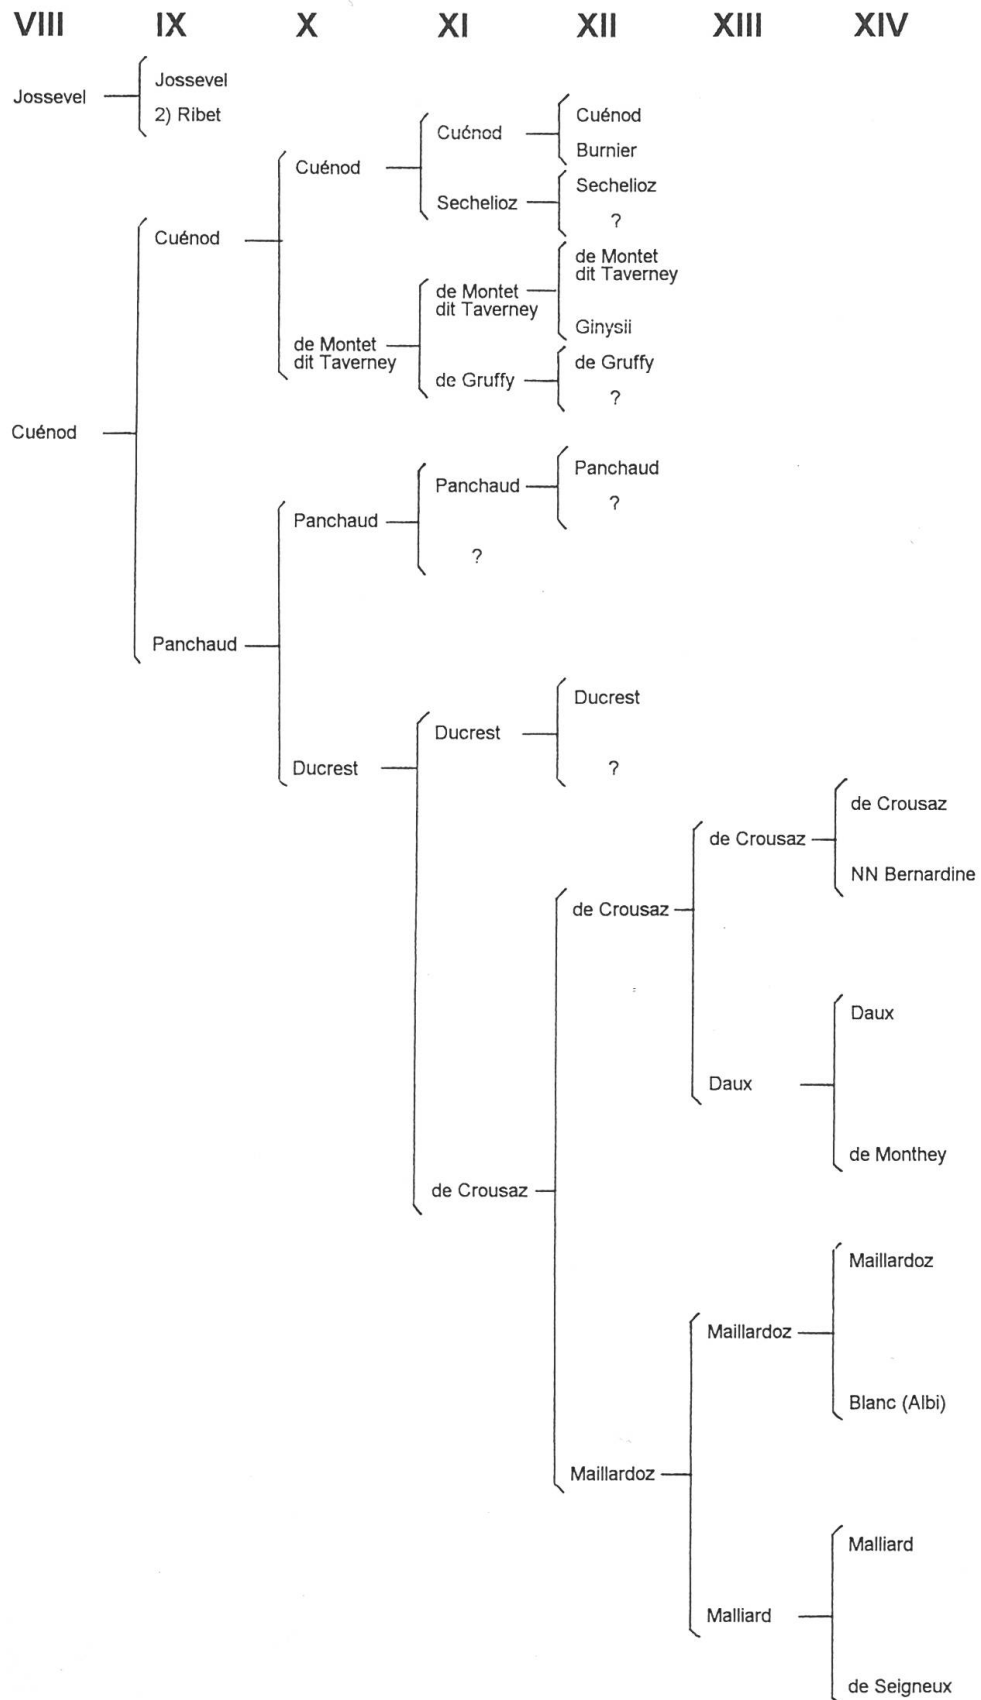 VIII IX X XI XII XIII XIV
Jossevel
Jossevel
2) Ribet
Cuénod
Cuénod
Cuénod
Cuénod
Cuénod
Burnier
Sechelioz
Sechelioz
?
de Montet
dit Taverney
de Montet
dit Taverney
de Montet
dit Taverney
Ginysii
de Gruffy
de Gruffy
?
Panchaud
Panchaud
Panchaud
Panchaud
?
?
Ducrest
Ducrest
Ducrest
?
de Crousaz
de Crousaz
de Crousaz
de Crousaz
NN Bernardine
Daux
Daux
de Monthey
Maillardoz
Maillardoz
Maillardoz
Blanc (Albi)
Malliard
Malliard
de Seigneux